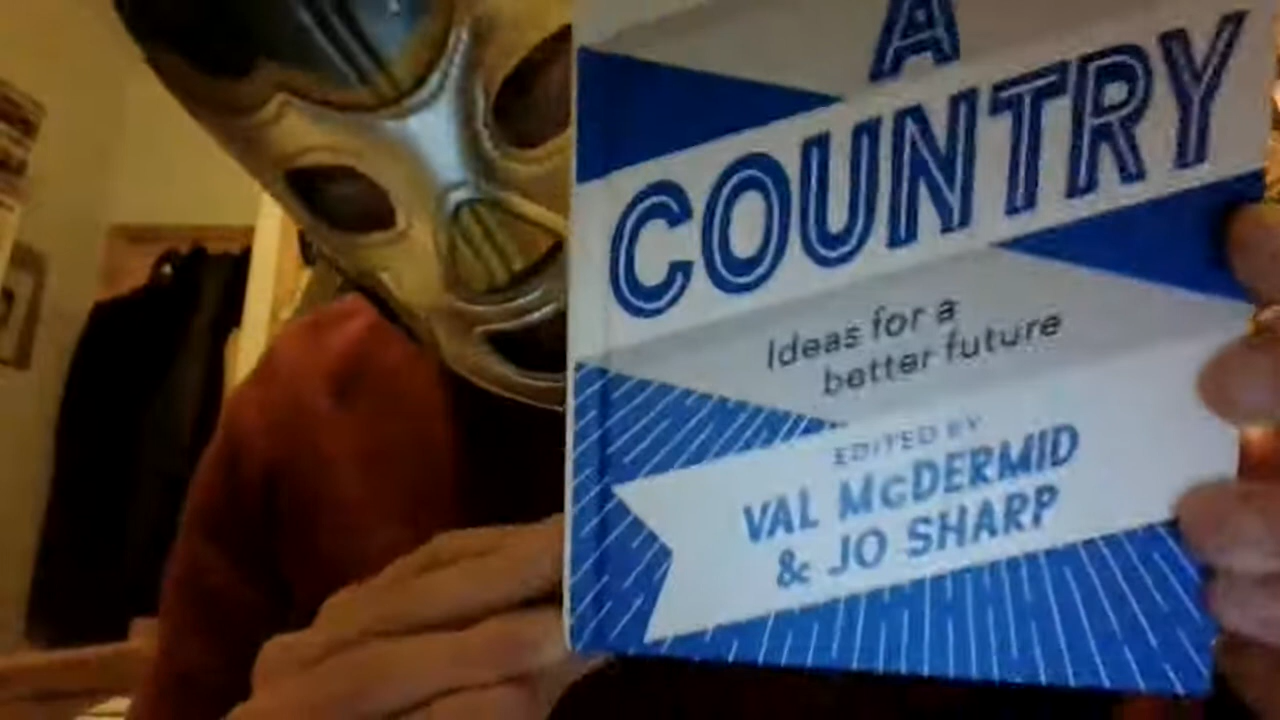 A
COUNTRY
Ideas for a
better future
EDITED BY
VAL McDERMID
& JO SHARP